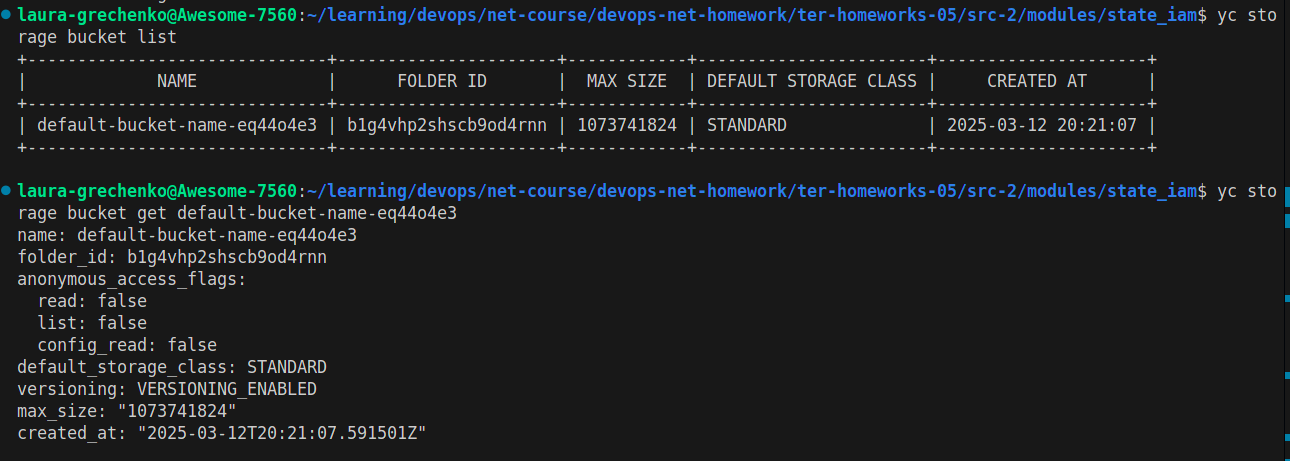 laura-grechenko@Awesome-7560:~/learning/devops/net-course/devops-net-homework/ter-homeworks-05/src-2/modules/state_iam$ yc sto
rage bucket list
+------------------------------+----------------------+------------+-----------------------+---------------------+
|             NAME             |      FOLDER ID       |  MAX SIZE  | DEFAULT STORAGE CLASS |     CREATED AT      |
+------------------------------+----------------------+------------+-----------------------+---------------------+
| default-bucket-name-eq44o4e3 | b1g4vhp2shscb9od4rnn | 1073741824 | STANDARD              | 2025-03-12 20:21:07 |
+------------------------------+----------------------+------------+-----------------------+---------------------+
laura-grechenko@Awesome-7560:~/learning/devops/net-course/devops-net-homework/ter-homeworks-05/src-2/modules/state_iam$ yc sto
rage bucket get default-bucket-name-eq44o4e3
name: default-bucket-name-eq44o4e3
folder_id: b1g4vhp2shscb9od4rnn
anonymous_access_flags:
  read: false
  list: false
  config_read: false
default_storage_class: STANDARD
versioning: VERSIONING_ENABLED
max_size: "1073741824"
created_at: "2025-03-12T20:21:07.591501Z"